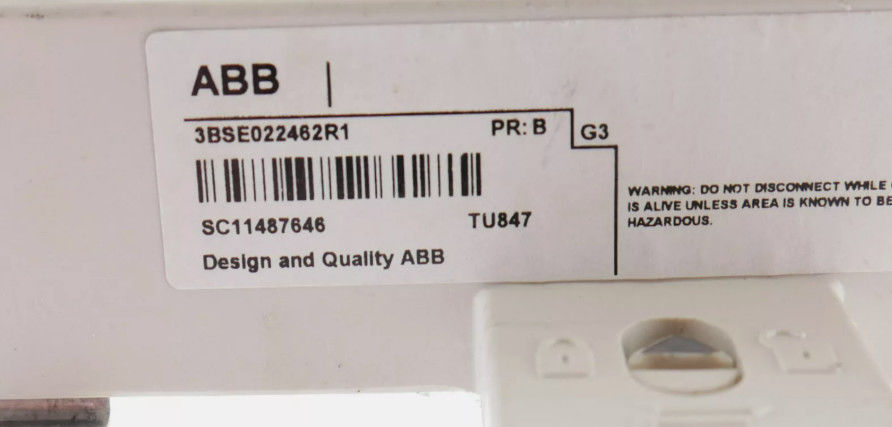 ABB
3BSE022462R1 PR: B G3
SC11487646 TU847
Design and Quality ABB
WARNING: DO NOT DISCONNECT WHILE
IS ALIVE UNLESS AREA IS KNOWN TO BE
HAZARDOUS.